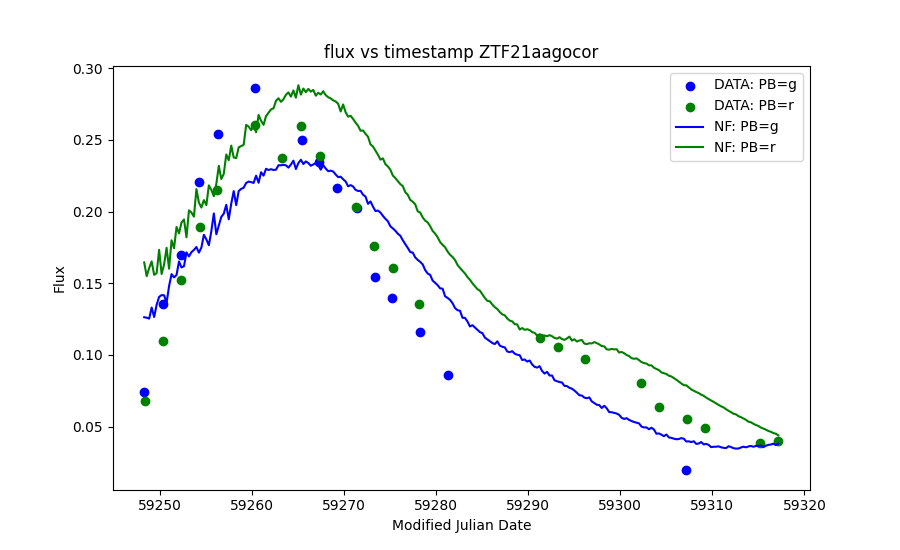 flux vs timestamp ZTF21aagocor
DATA: PB=g
DATA: PB=r
NF: PB=g
NF: PB=r
0.30
0.25
0.20
0.15
0.10
0.05
Flux
59250 59260 59270 59280 59290 59300 59310 59320
Modified Julian Date